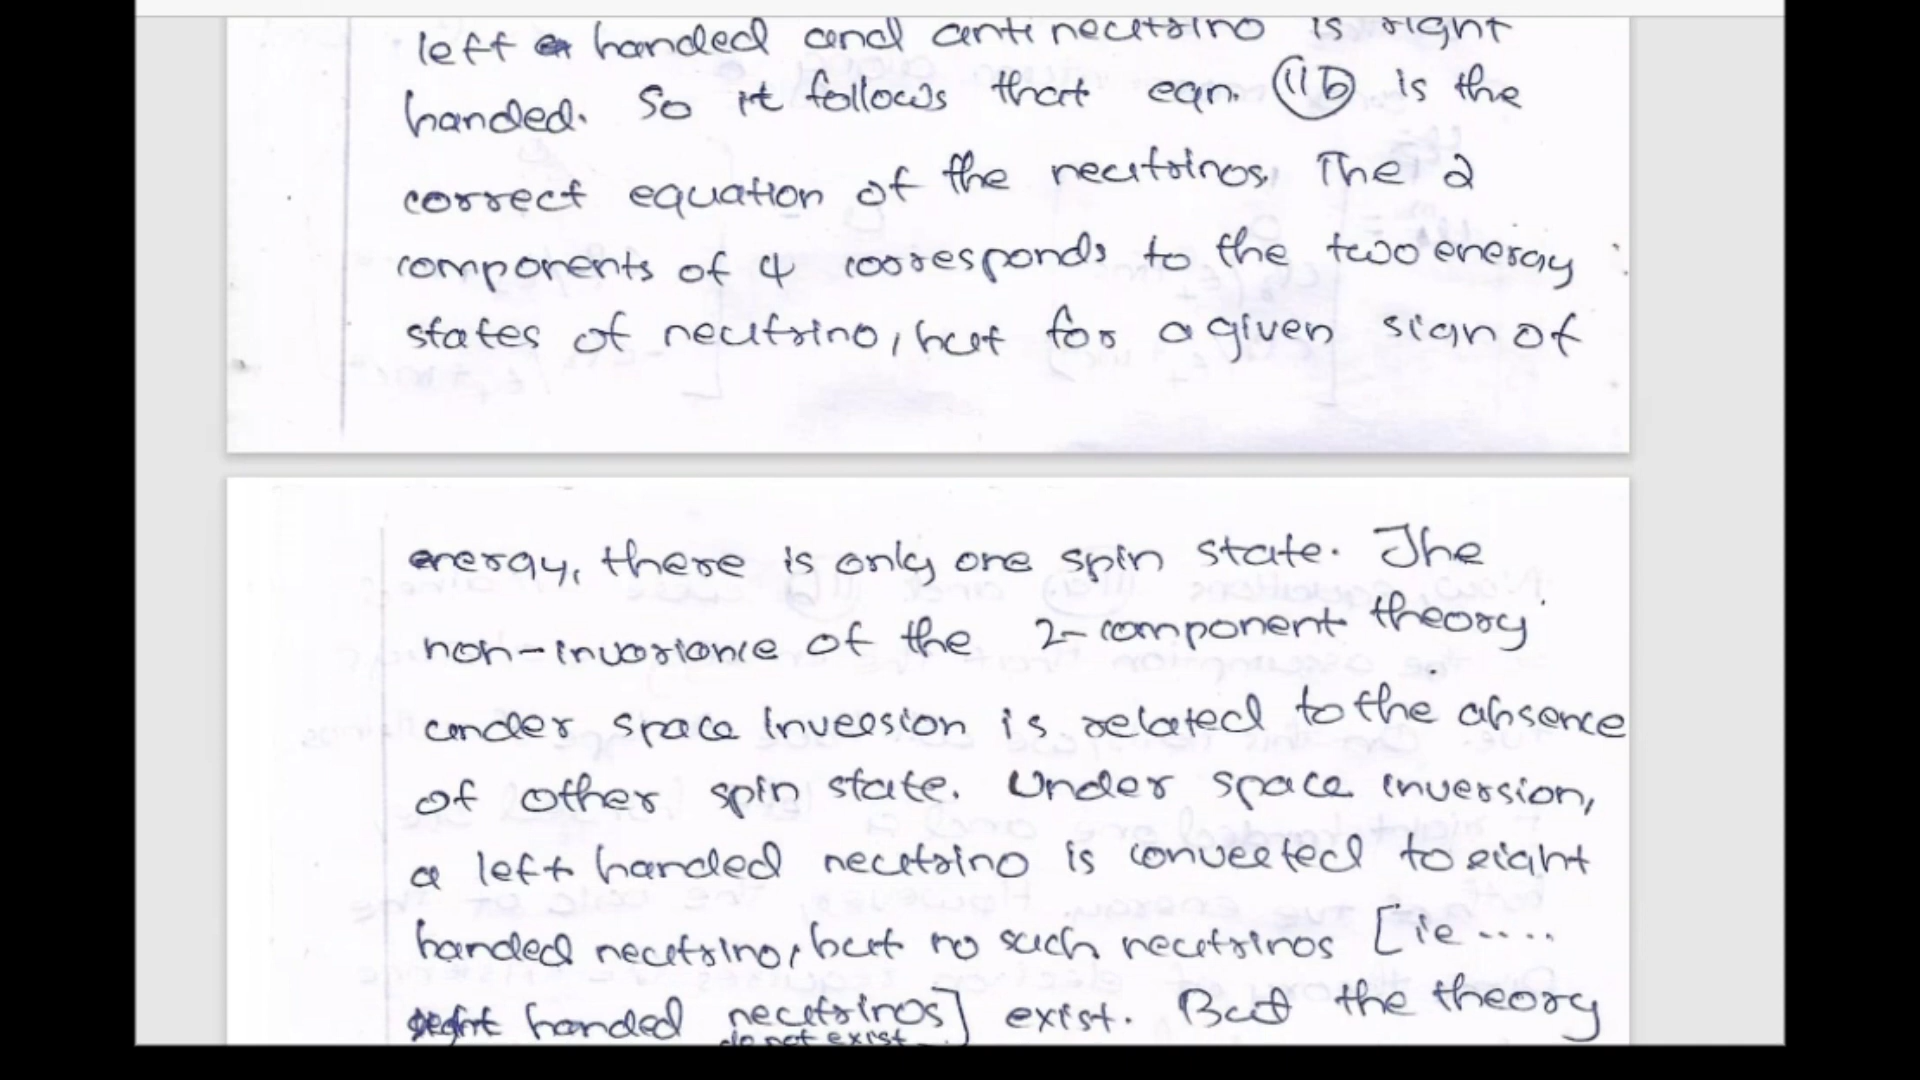 left handed and antineutrino is right
handed. So it follows that eqn. 11b is the
correct equation of the neutrinos. The 2
components of ψ corresponds to the two energy
states of neutrino, but for a given sign of
energy, there is only one spin state. The
non-invariance of the 2-component theory
under space inversion is related to the absence
of other spin state. Under space inversion,
a left handed neutrino is converted to right
handed neutrino, but no such neutrinos [ie ....
right handed neutrinos] exist. But the theory
do not exist